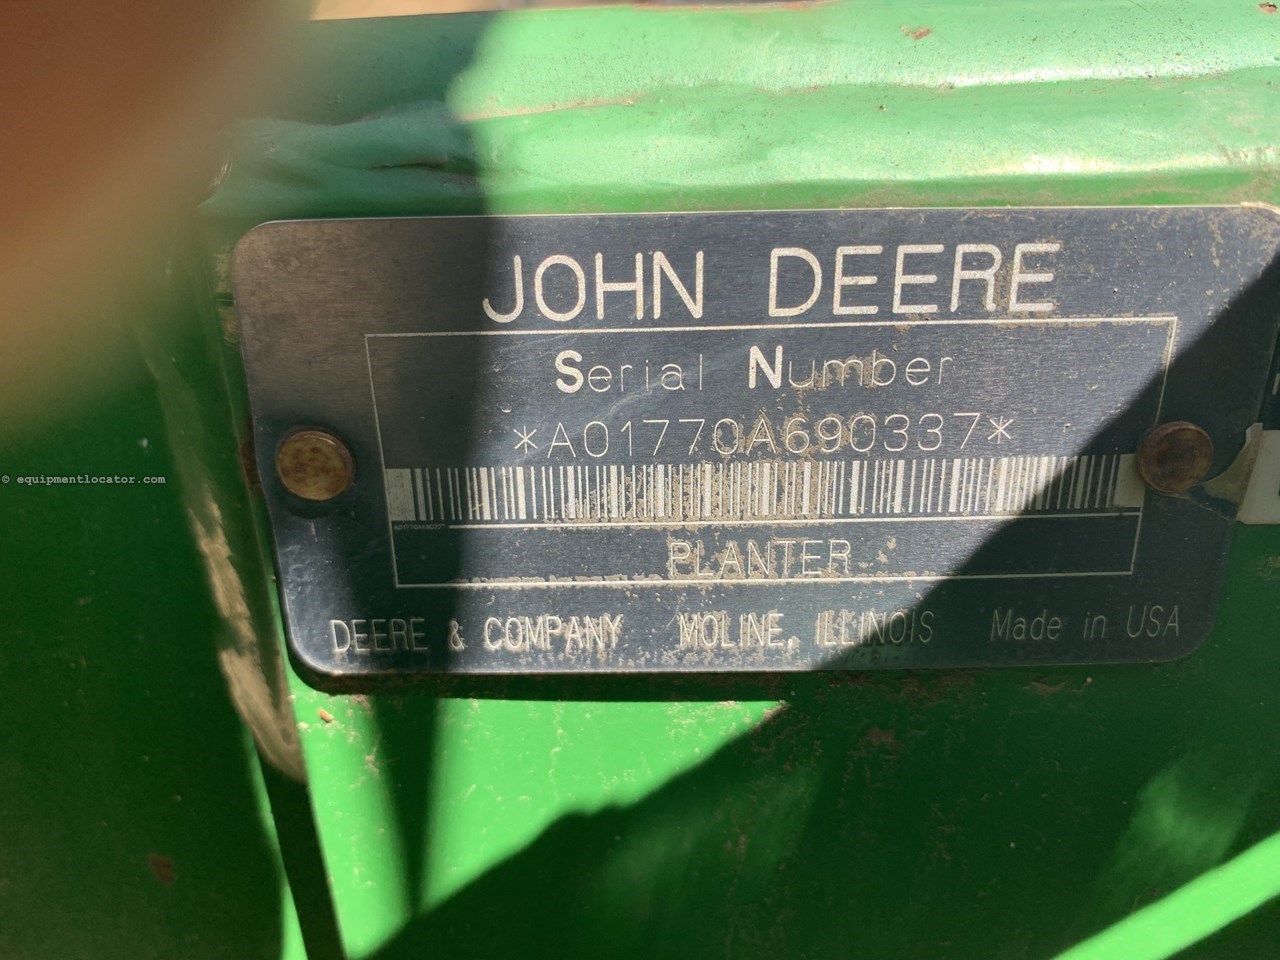 JOHN DEERE
Serial Number
*A01770A690337*
PLANTER
DEERE & COMPANY MOLINE, ILLINOIS Made in USA
© equipmentlocator.com